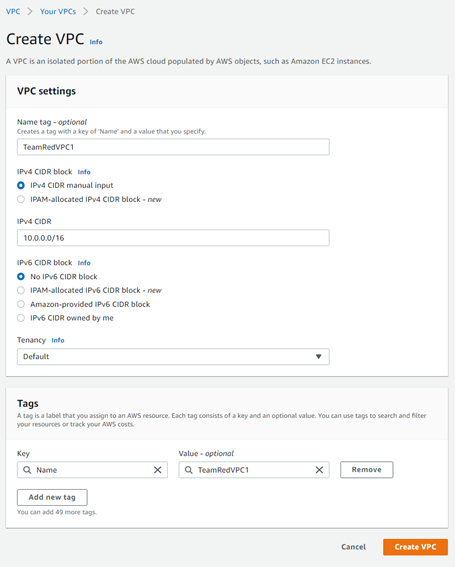 VPC > Your VPCs > Create VPC
Create VPC Info
A VPC is an isolated portion of the AWS cloud populated by AWS objects, such as Amazon EC2 instances.
VPC settings
Name tag - optional
Creates a tag with a key of 'Name' and a value that you specify.
TeamRedVPC1
IPv4 CIDR block Info
IPv4 CIDR manual input
IPAM-allocated IPv4 CIDR block - new
IPv4 CIDR
10.0.0.0/16
IPv6 CIDR block Info
No IPv6 CIDR block
IPAM-allocated IPv6 CIDR block - new
Amazon-provided IPv6 CIDR block
IPv6 CIDR owned by me
Tenancy Info
Default
Tags
A tag is a label that you assign to an AWS resource. Each tag consists of a key and an optional value. You can use tags to search and filter
your resources or track your AWS costs.
Key Value - optional
Name TeamRedVPC1 Remove
Add new tag
You can add 49 more tags.
Cancel Create VPC